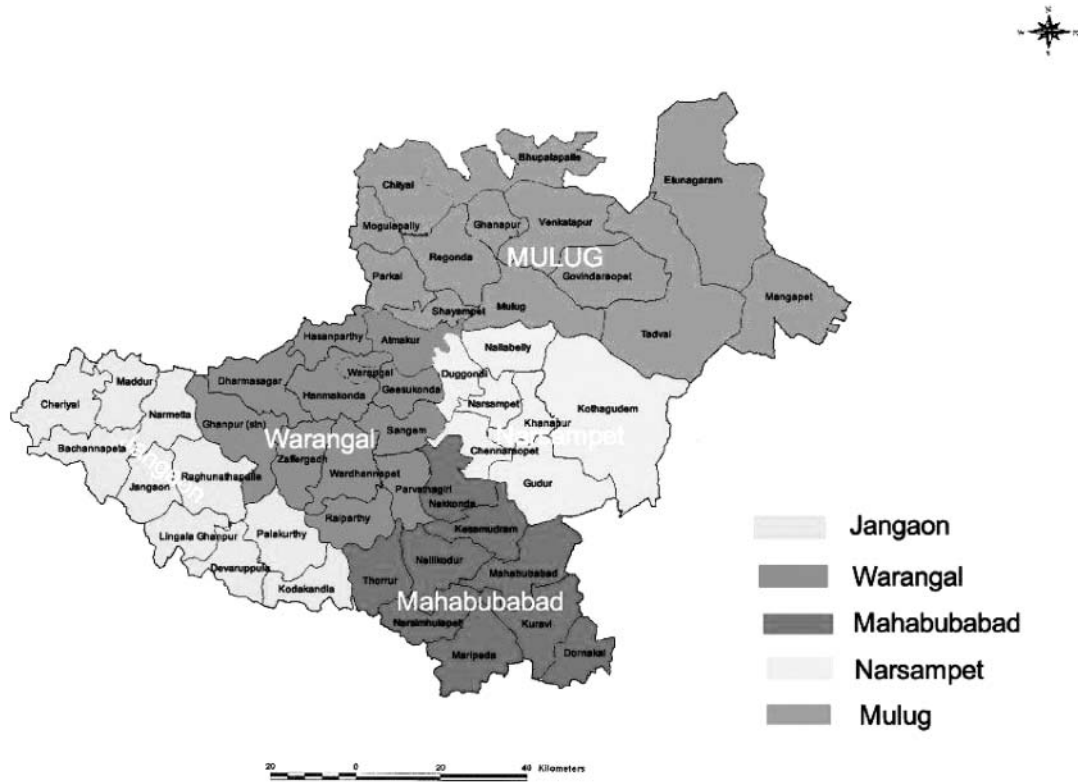 N
W
E
S
Bhupalapalle
Eturnagaram
Chityal
Mogulapally
Ghanapur
Venkatapur
Regonda
MULUG
Parkal
Govindaraopet
Mangapet
Shayampet
Mulug
Tadvai
Hasanparthy
Atmakur
Nallabelly
Maddur
Dharmasagar
Warangal
Duggondi
Cheriyal
Hanmakonda
Geesukonda
Narsampet
Kothagudem
Narmetta
Khanapur
Ghanpur (stn)
Warangal
Sangem
Narsampet
Bachannapeta
Jangaon
Zaffergadh
Chennaraopet
Raghunathapalle
Wardhannapet
Parvathagiri
Gudur
Jangaon
Nekkonda
Raiparthy
Lingala Ghanpur
Palakurthy
Kesamudram
Devaruppula
Nellikudur
Thorrur
Mahabubabad
Kodakandla
Mahabubabad
Narsimhulapet
Kuravi
Maripeda
Dornakal
Jangaon
Warangal
Mahabubabad
Narsampet
Mulug
20 0 20 40 Kilometers